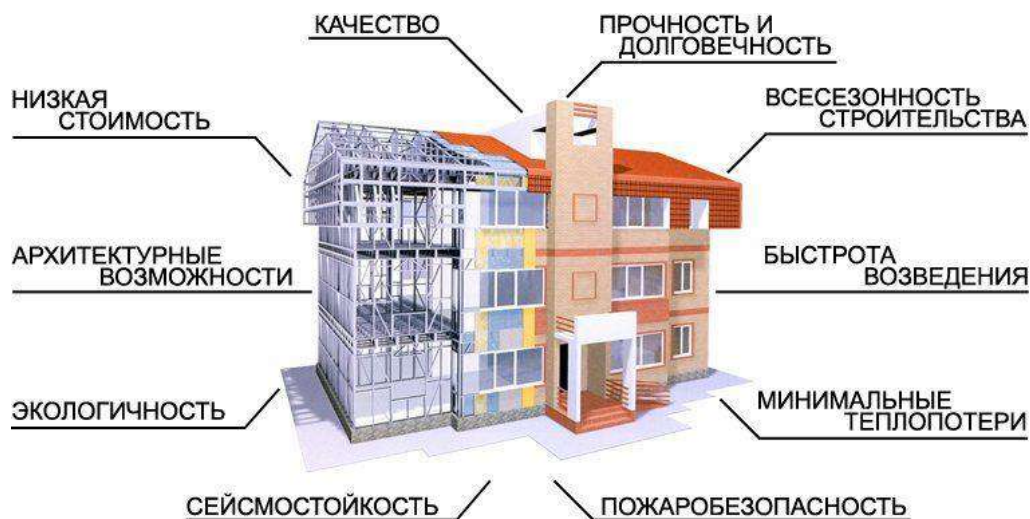 КАЧЕСТВО
ПРОЧНОСТЬ И
ДОЛГОВЕЧНОСТЬ
НИЗКАЯ
СТОИМОСТЬ
ВСЕСЕЗОННОСТЬ
СТРОИТЕЛЬСТВА
АРХИТЕКТУРНЫЕ
ВОЗМОЖНОСТИ
БЫСТРОТА
ВОЗВЕДЕНИЯ
ЭКОЛОГИЧНОСТЬ
МИНИМАЛЬНЫЕ
ТЕПЛОПОТЕРИ
СЕЙСМОСТОЙКОСТЬ
ПОЖАРОБЕЗОПАСНОСТЬ